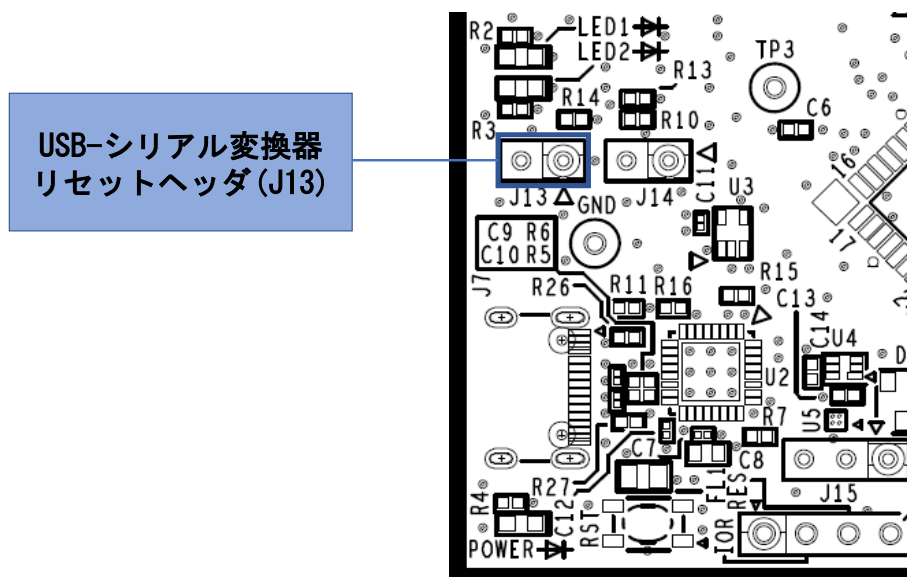 USB-シリアル変換器
リセットヘッダ(J13)
R2
LED1
LED2
TP3
R13
R14
R10
C6
R3
J13
J14
C11
U3
16
17
GND
C9 R6
C10 R5
J7
R26
R11 R16
R15
C13
C14
U4
D
U2
U5
R7
C7
C8
R27
FL1
RES
J15
R4
C12
RST
IOR
POWER